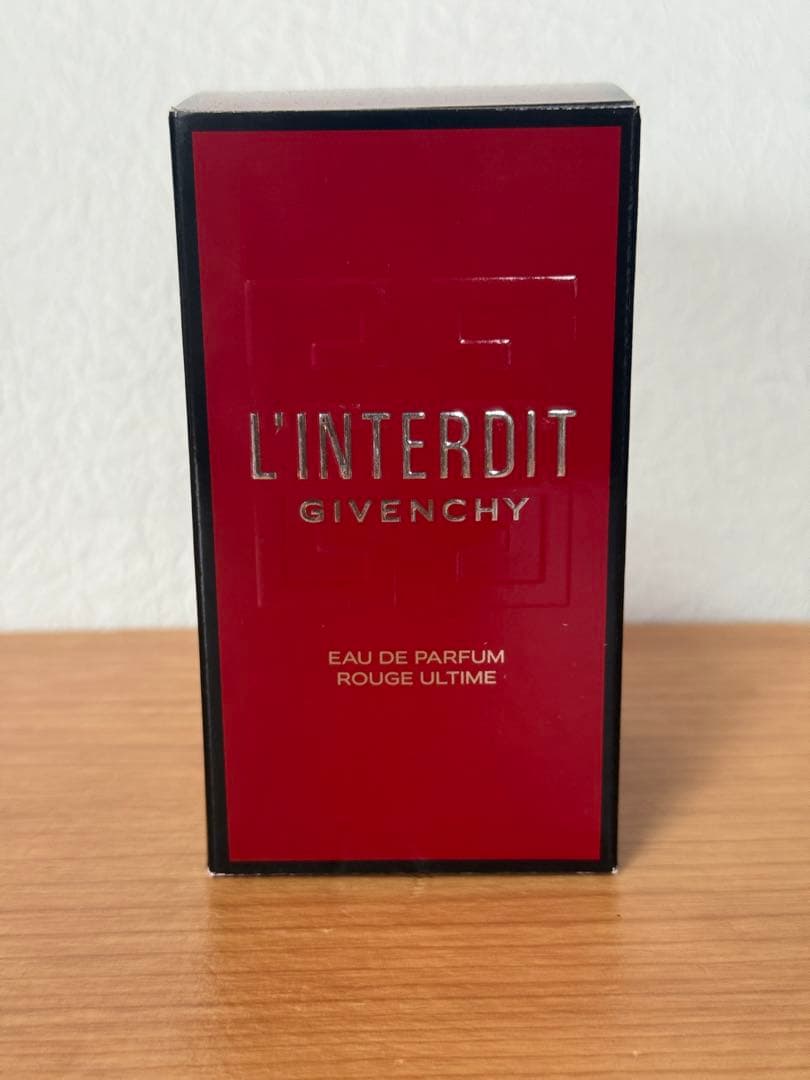 L'INTERDIT
GIVENCHY
EAU DE PARFUM
ROUGE ULTIME